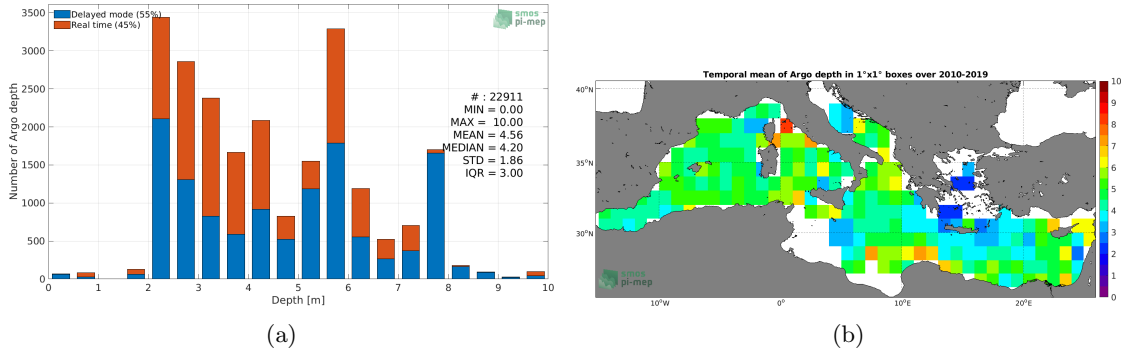 Delayed mode (55%)
Real time (45%)
smos
pi-mep
3500
3000
2500
2000
1500
1000
500
0
Number of Argo depth
# : 22911
MIN = 0.00
MAX = 10.00
MEAN = 4.56
MEDIAN = 4.20
STD = 1.86
IQR = 3.00
0 1 2 3 4 5 6 7 8 9 10
Depth [m]
(a)
Temporal mean of Argo depth in 1°x1° boxes over 2010-2019
40°N
35°N
30°N
10°W 0° 10°E 20°E
smos
pi-mep
10
9
8
7
6
5
4
3
2
1
0
(b)